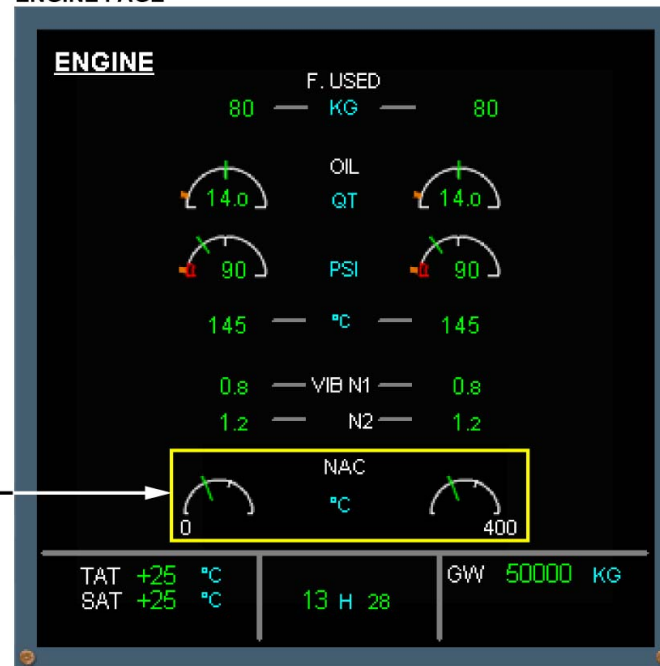 ENGINE
F. USED
80 KG 80
OIL
14.0 QT 14.0
90 PSI 90
145 °C 145
0.8 VIB N1 0.8
1.2 N2 1.2
NAC
°C
0 400
TAT +25 °C
SAT +25 °C
13 H 28
GW 50000 KG